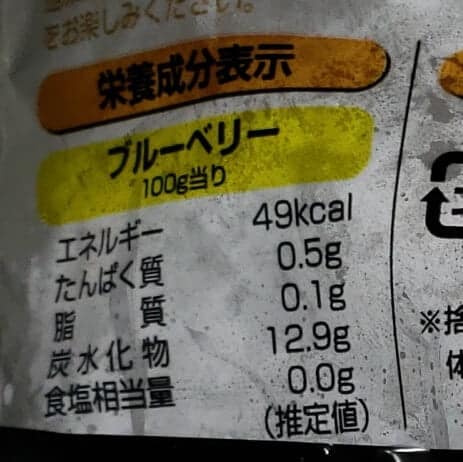 をお楽しみください。
栄養成分表示
ブルーベリー
100g当り
エネルギー 49kcal
たんぱく質 0.5g
脂質 0.1g
炭水化物 12.9g
食塩相当量 0.0g
(推定値)
※捨
体